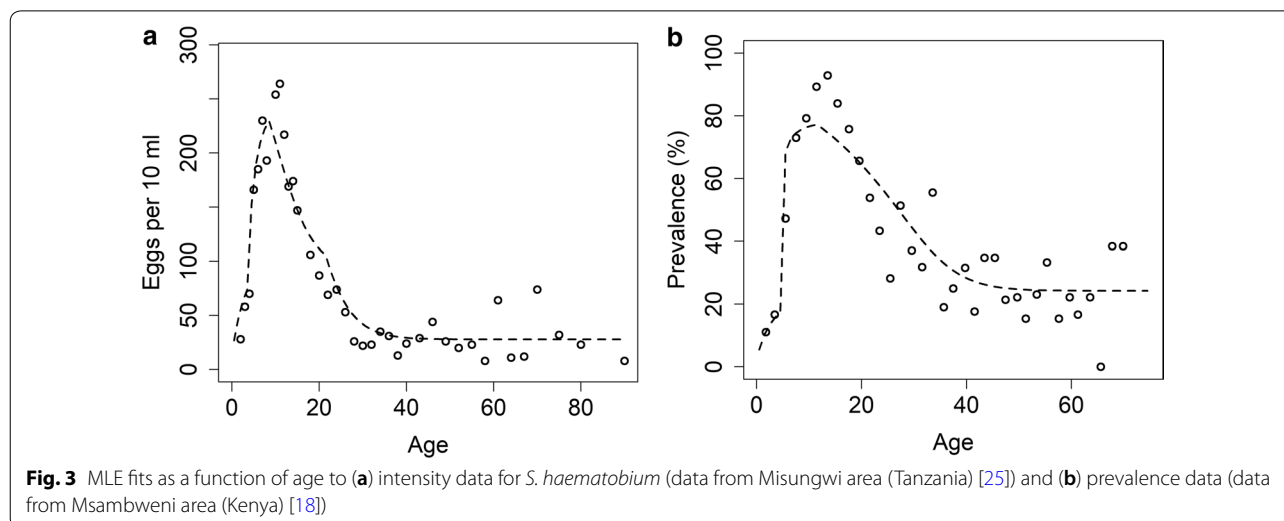 a
300
200
100
50
0
Eggs per 10 ml
0 20 40 60 80
Age
b
100
80
60
40
20
0
Prevalence (%)
0 20 40 60
Age
Fig. 3 MLE fits as a function of age to (a) intensity data for S. haematobium (data from Misungwi area (Tanzania) [25]) and (b) prevalence data (data
from Msambweni area (Kenya) [18])